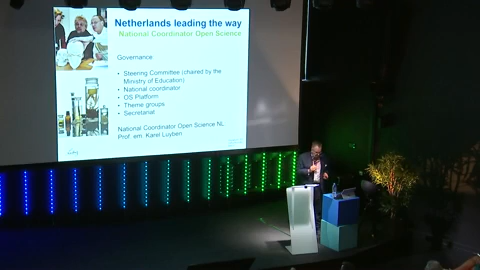 Netherlands leading the way
National Coordinator Open Science
Governance
• Steering Committee (chaired by the
Ministry of Education)
• National coordinator
• OS Platform
• Theme groups
• Secretariat
National Coordinator Open Science NL
Prof. em. Karel Luyben